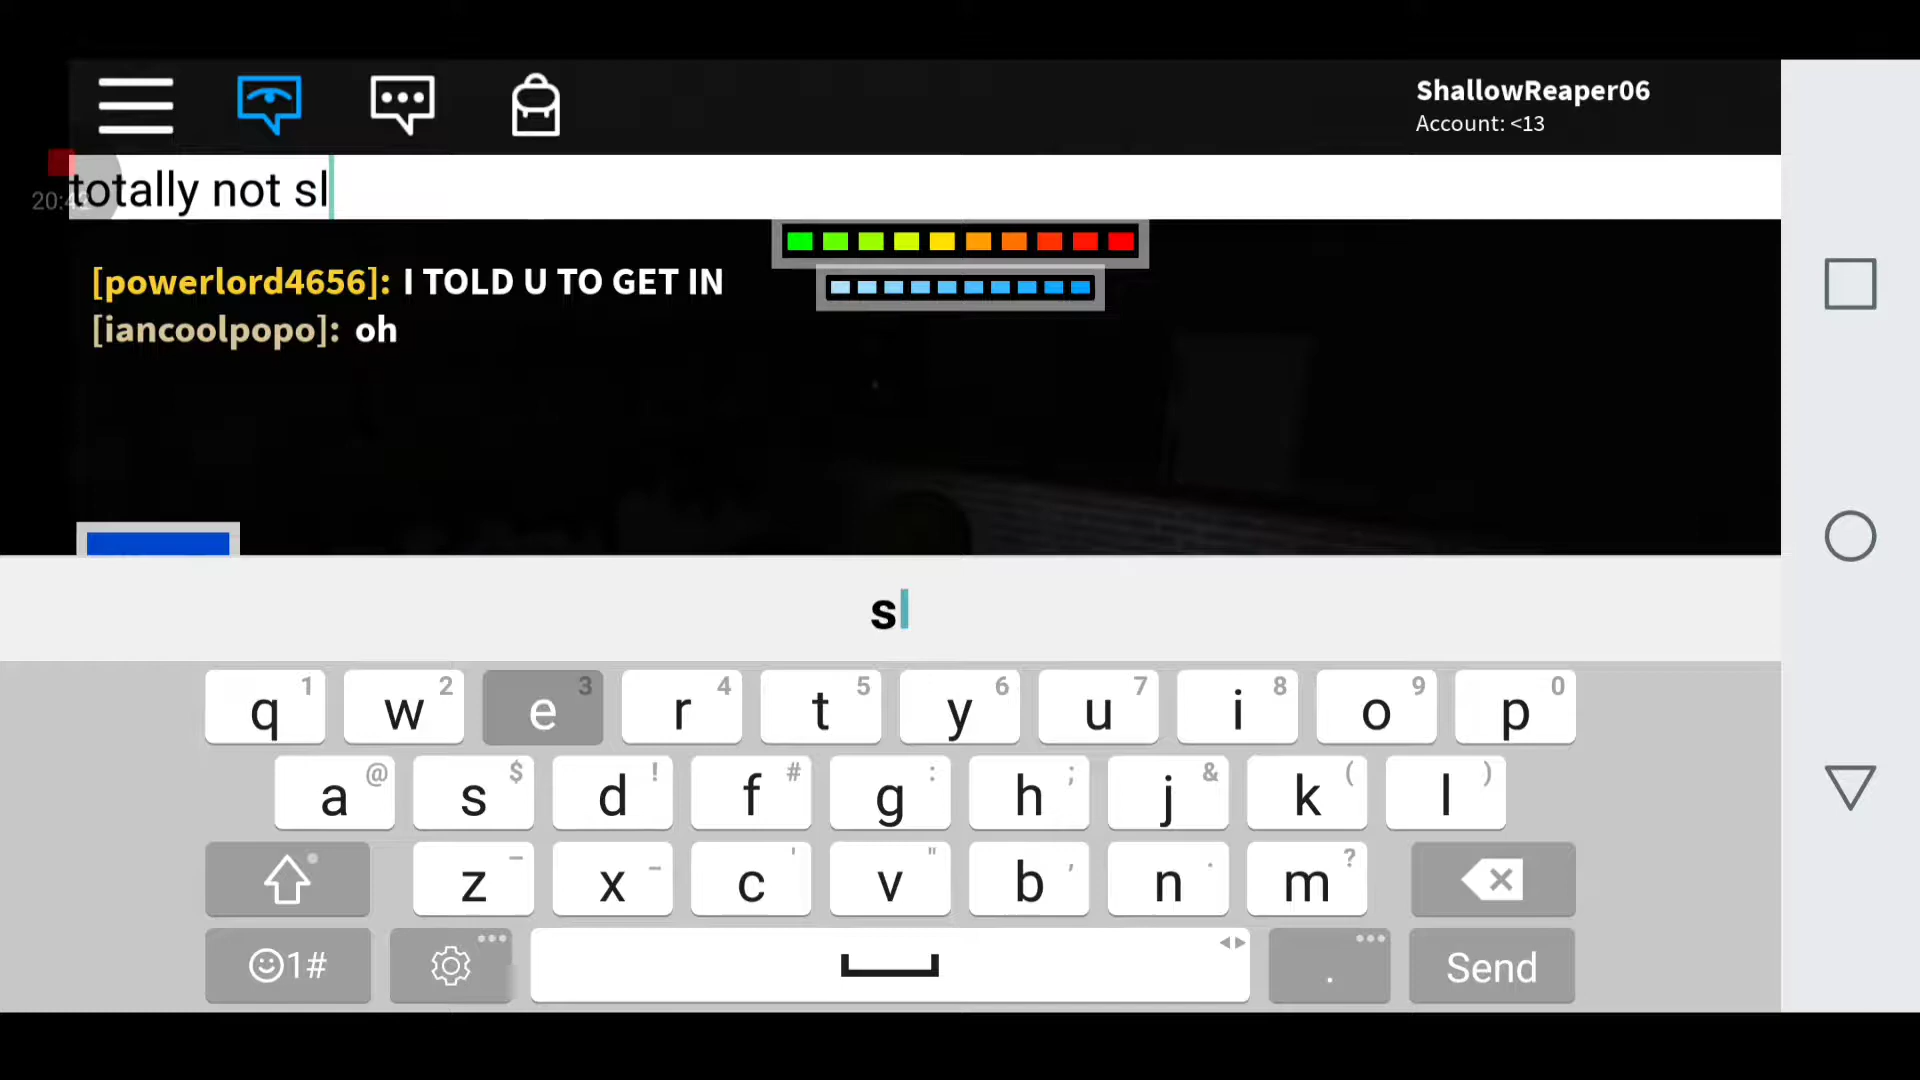 ShallowReaper06
Account: <13
totally not sl
[powerlord4656]: I TOLD U TO GET IN
[iancoolpopo]: oh
sl
1 2 3 4 5 6 7 8 9 0
q w e r t y u i o p
@ $ ! # : ; & ( )
a s d f g h j k l
– _ ' " , . ?
z x c v b n m
1# . Send